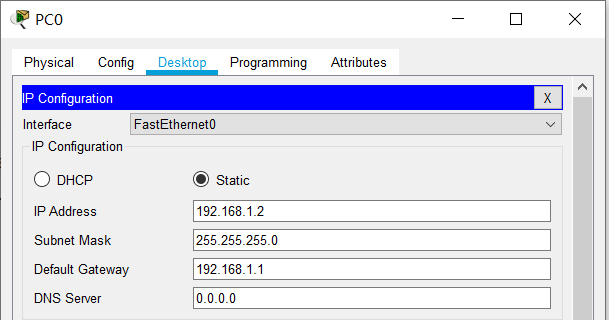 PC0
Physical Config Desktop Programming Attributes
IP Configuration X
Interface FastEthernet0
IP Configuration
DHCP Static
IP Address 192.168.1.2
Subnet Mask 255.255.255.0
Default Gateway 192.168.1.1
DNS Server 0.0.0.0